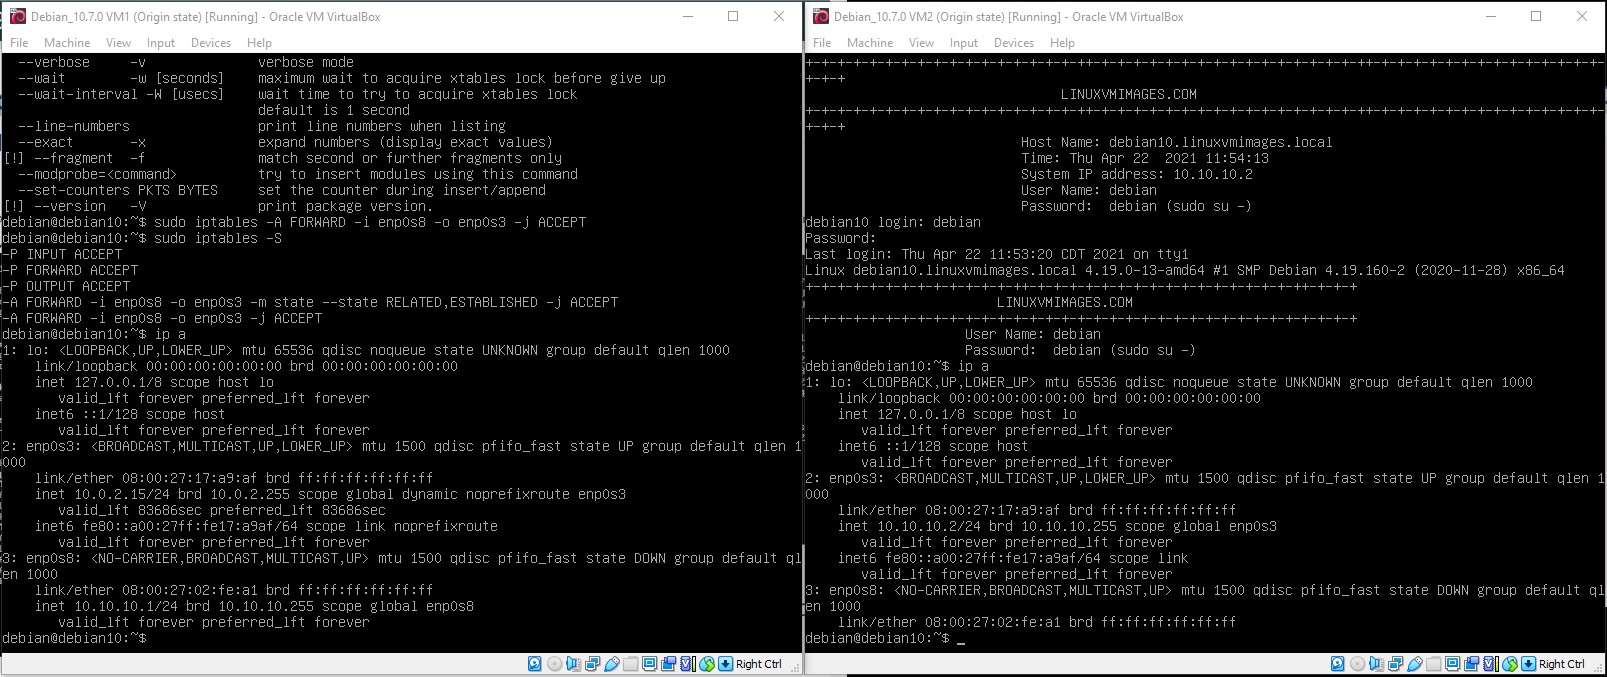 Debian_10.7.0 VM1 (Origin state) [Running] - Oracle VM VirtualBox
File Machine View Input Devices Help
--verbose -v verbose mode
--wait -w [seconds] maximum wait to acquire xtables lock before give up
--wait-interval -W [usecs] wait time to try to acquire xtables lock
default is 1 second
--line-numbers print line numbers when listing
--exact -x expand numbers (display exact values)
[!] --fragment -f match second or further fragments only
--modprobe=<command> try to insert modules using this command
--set-counters PKTS BYTES set the counter during insert/append
[!] --version -V print package version.
debian@debian10:~$ sudo iptables -A FORWARD -i enp0s8 -o enp0s3 -j ACCEPT
debian@debian10:~$ sudo iptables -S
-P INPUT ACCEPT
-P FORWARD ACCEPT
-P OUTPUT ACCEPT
-A FORWARD -i enp0s8 -o enp0s3 -m state --state RELATED,ESTABLISHED -j ACCEPT
-A FORWARD -i enp0s8 -o enp0s3 -j ACCEPT
debian@debian10:~$ ip a
1: lo: <LOOPBACK,UP,LOWER_UP> mtu 65536 qdisc noqueue state UNKNOWN group default qlen 1000
link/loopback 00:00:00:00:00:00 brd 00:00:00:00:00:00
inet 127.0.0.1/8 scope host lo
valid_lft forever preferred_lft forever
inet6 ::1/128 scope host
valid_lft forever preferred_lft forever
2: enp0s3: <BROADCAST,MULTICAST,UP,LOWER_UP> mtu 1500 qdisc pfifo_fast state UP group default qlen 1
000
link/ether 08:00:27:17:a9:af brd ff:ff:ff:ff:ff:ff
inet 10.0.2.15/24 brd 10.0.2.255 scope global dynamic noprefixroute enp0s3
valid_lft 83686sec preferred_lft 83686sec
inet6 fe80::a00:27ff:fe17:a9af/64 scope link noprefixroute
valid_lft forever preferred_lft forever
3: enp0s8: <NO-CARRIER,BROADCAST,MULTICAST,UP> mtu 1500 qdisc pfifo_fast state DOWN group default ql
en 1000
link/ether 08:00:27:02:fe:a1 brd ff:ff:ff:ff:ff:ff
inet 10.10.10.1/24 brd 10.10.10.255 scope global enp0s8
valid_lft forever preferred_lft forever
debian@debian10:~$
Right Ctrl
Debian_10.7.0 VM2 (Origin state) [Running] - Oracle VM VirtualBox
File Machine View Input Devices Help
+-+-+-+-+-+-+-+-+-+-+-+-+-+-+-+-+-+-++-+-+-+-+-+-+-+-+-+-+-+-+-+-+-+-+-+-++-+-+-+-+-+-+-+-+-+-+-+-+-
+-+-+
LINUXVMIMAGES.COM
+-+-+-+-+-+-+-+-+-+-+-+-+-+-+-+-+-+-++-+-+-+-+-+-+-+-+-+-+-+-+-+-+-+-+-+-++-+-+-+-+-+-+-+-+-+-+-+-+-
+-+-+
Host Name: debian10.linuxvmimages.local
Time: Thu Apr 22 2021 11:54:13
System IP address: 10.10.10.2
User Name: debian
Password: debian (sudo su -)
debian10 login: debian
Password:
Last login: Thu Apr 22 11:53:20 CDT 2021 on tty1
Linux debian10.linuxvmimages.local 4.19.0-13-amd64 #1 SMP Debian 4.19.160-2 (2020-11-28) x86_64
+-+-+-+-+-+-+-+-+-+-+-+-+-+-+-+-+-+-+-+-+-+-+-+-+-+-+-+-+-+-+-+-+-+-+
LINUXVMIMAGES.COM
+-+-+-+-+-+-+-+-+-+-+-+-+-+-+-+-+-+-+-+-+-+-+-+-+-+-+-+-+-+-+-+-+-+-+
User Name: debian
Password: debian (sudo su -)
debian@debian10:~$ ip a
1: lo: <LOOPBACK,UP,LOWER_UP> mtu 65536 qdisc noqueue state UNKNOWN group default qlen 1000
link/loopback 00:00:00:00:00:00 brd 00:00:00:00:00:00
inet 127.0.0.1/8 scope host lo
valid_lft forever preferred_lft forever
inet6 ::1/128 scope host
valid_lft forever preferred_lft forever
2: enp0s3: <BROADCAST,MULTICAST,UP,LOWER_UP> mtu 1500 qdisc pfifo_fast state UP group default qlen 1
000
link/ether 08:00:27:17:a9:af brd ff:ff:ff:ff:ff:ff
inet 10.10.10.2/24 brd 10.10.10.255 scope global enp0s3
valid_lft forever preferred_lft forever
inet6 fe80::a00:27ff:fe17:a9af/64 scope link
valid_lft forever preferred_lft forever
3: enp0s8: <NO-CARRIER,BROADCAST,MULTICAST,UP> mtu 1500 qdisc pfifo_fast state DOWN group default ql
en 1000
link/ether 08:00:27:02:fe:a1 brd ff:ff:ff:ff:ff:ff
debian@debian10:~$ _
Right Ctrl